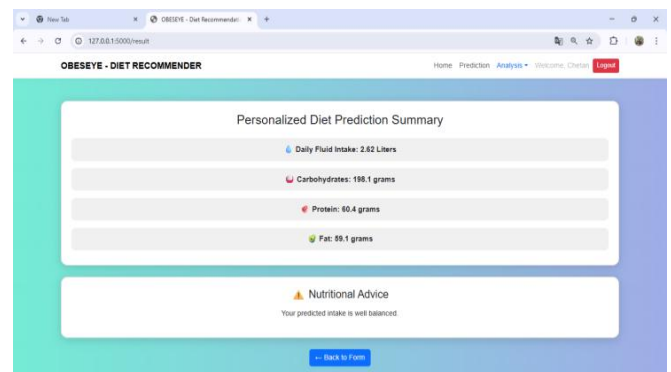 New Tab
OBESEYE - Diet Recommendati
127.0.0.1:5000/result
OBESEYE - DIET RECOMMENDER
Home Prediction Analysis Welcome, Chetan Logout
Personalized Diet Prediction Summary
Daily Fluid Intake: 2.62 Liters
Carbohydrates: 198.1 grams
Protein: 60.4 grams
Fat: 59.1 grams
Nutritional Advice
Your predicted intake is well balanced
← Back to Form